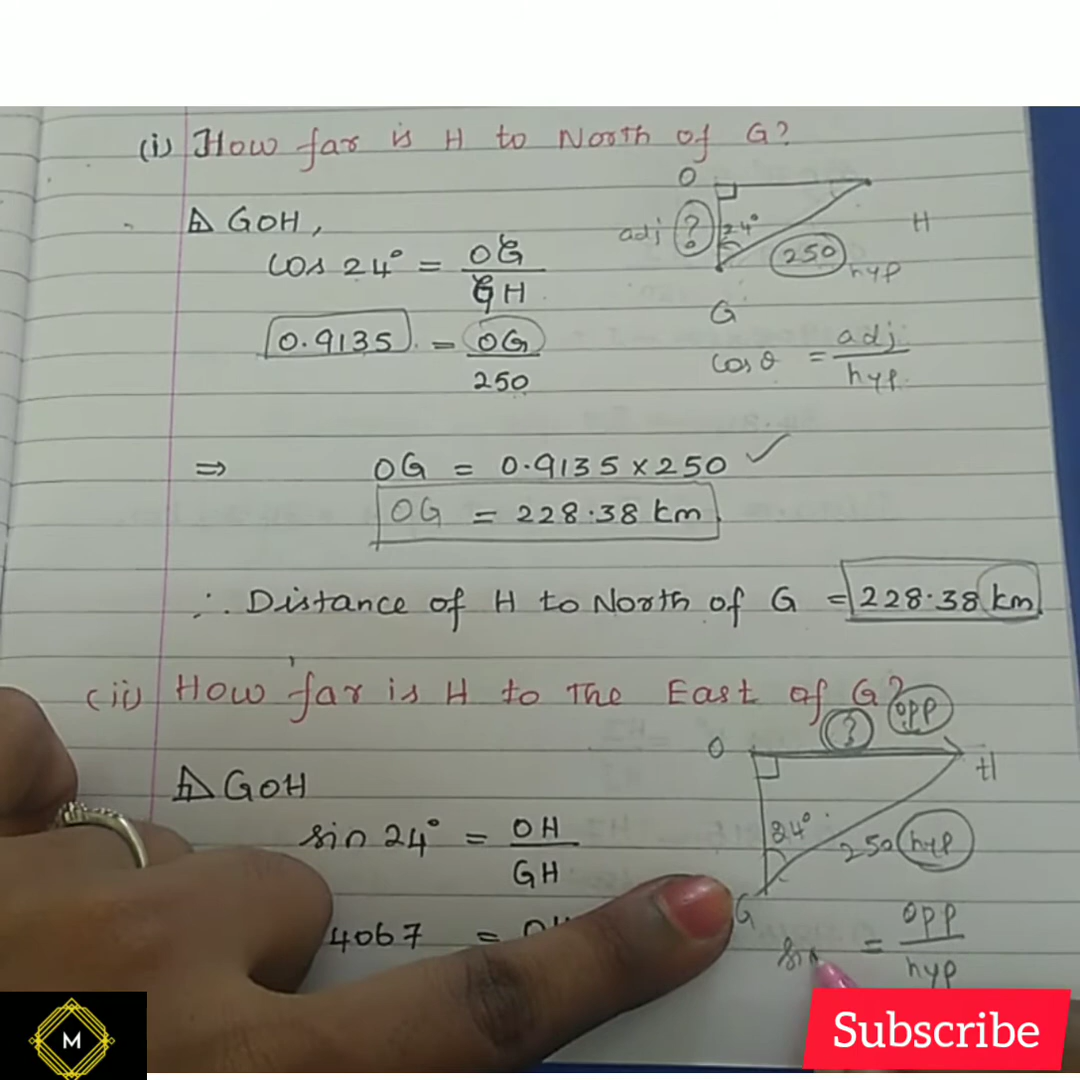 (i) How far is H to North of G?
O
△ GOH,
adj ? 24° H
cos 24° = OG / GH
250 hyp
G
0.9135 = OG / 250
cos θ = adj / hyp
⇒ OG = 0.9135 × 250 ✓
OG = 228.38 km
∴ Distance of H to North of G = 228.38 km
(ii) How far is H to The East of G?
? opp
O H
△ GOH
sin 24° = OH / GH
24° 250 hyp
G
4067 =
sin = opp / hyp
M
Subscribe